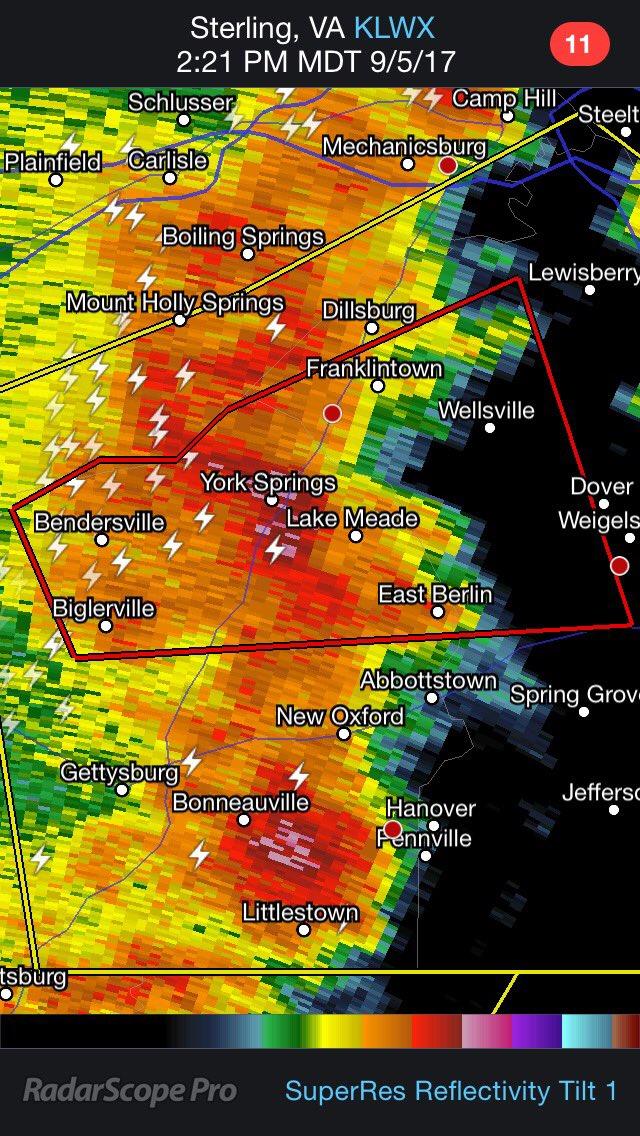 Sterling, VA KLWX
2:21 PM MDT 9/5/17
11
Schlusser
Camp Hill
Steelt
Mechanicsburg
Plainfield
Carlisle
Boiling Springs
Lewisberry
Mount Holly Springs
Dillsburg
Franklintown
Wellsville
York Springs
Dover
Lake Meade
Weigels
Bendersville
East Berlin
Biglerville
Abbottstown
Spring Grov
New Oxford
Gettysburg
Jefferso
Bonneauville
Hanover
Pennville
Littlestown
tsburg
RadarScope Pro
SuperRes Reflectivity Tilt 1